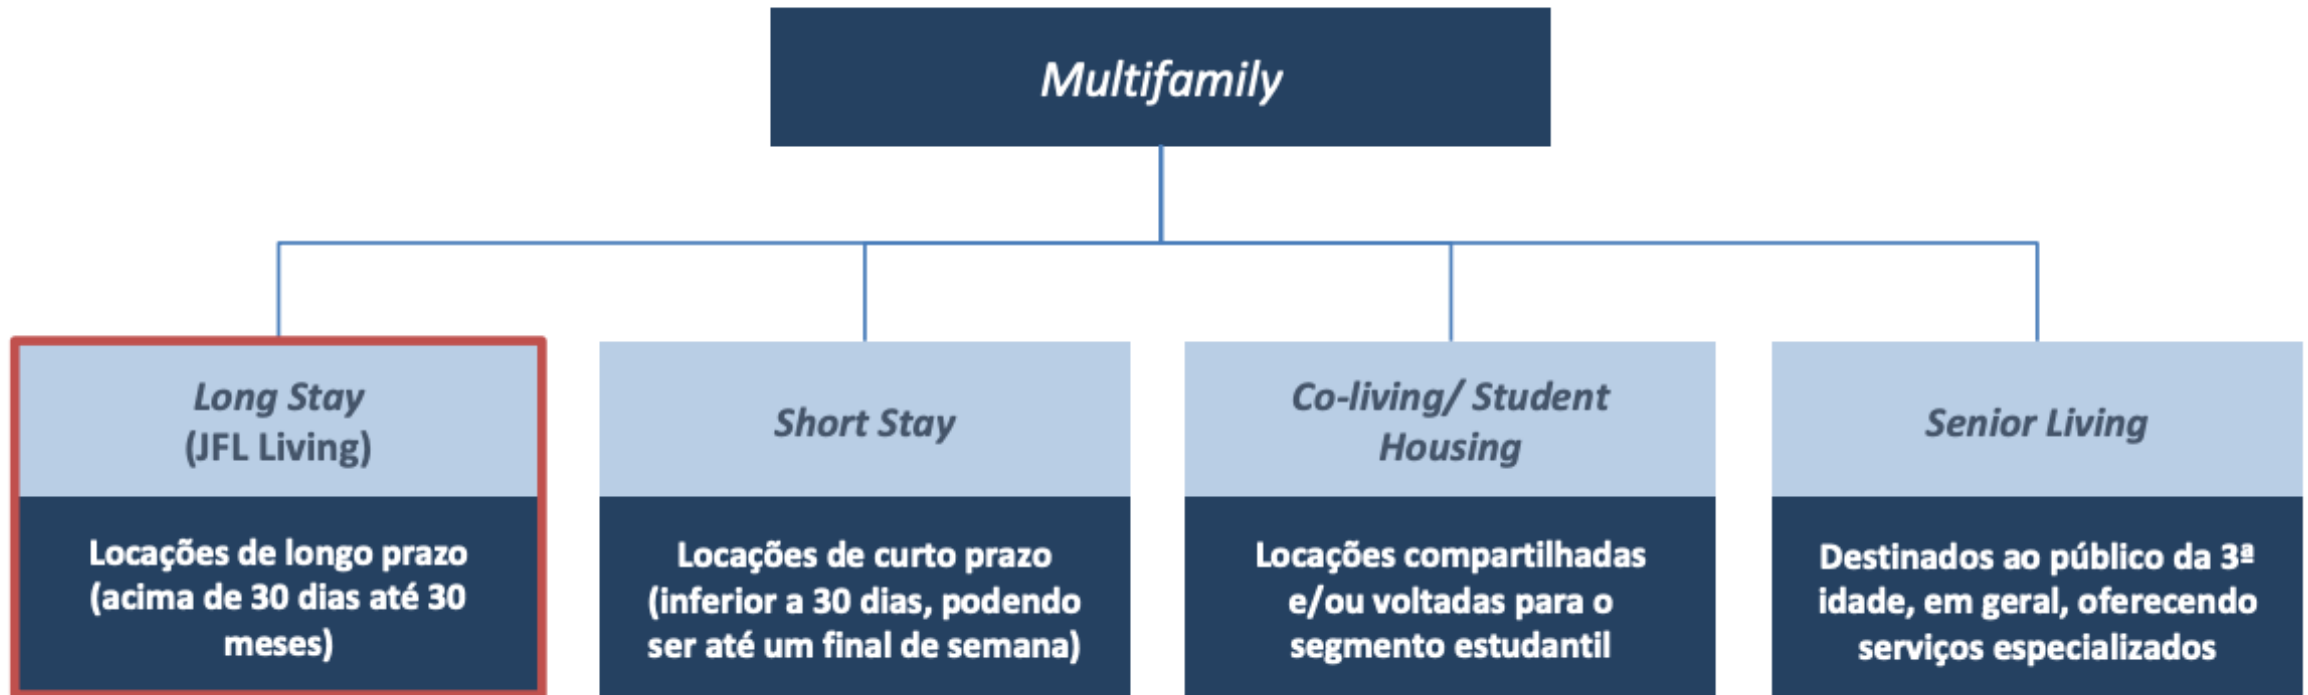 Multifamily
Long Stay
(JFL Living)
Locações de longo prazo
(acima de 30 dias até 30
meses)
Short Stay
Locações de curto prazo
(inferior a 30 dias, podendo
ser até um final de semana)
Co-living/ Student
Housing
Locações compartilhadas
e/ou voltadas para o
segmento estudantil
Senior Living
Destinados ao público da 3ª
idade, em geral, oferecendo
serviços especializados